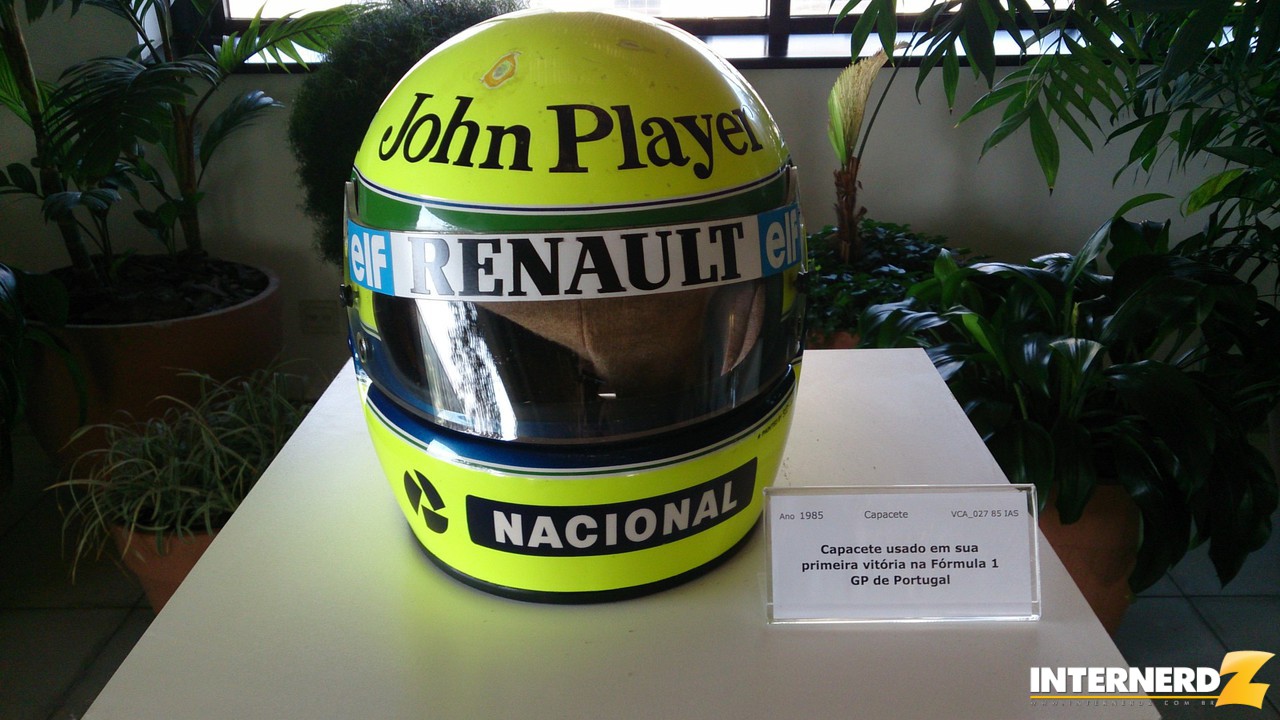 John Player
elf RENAULT elf
NACIONAL
Ano 1985 Capacete VCA_027 85 IAS
Capacete usado em sua
primeira vitória na Fórmula 1
GP de Portugal
INTERNERDZ